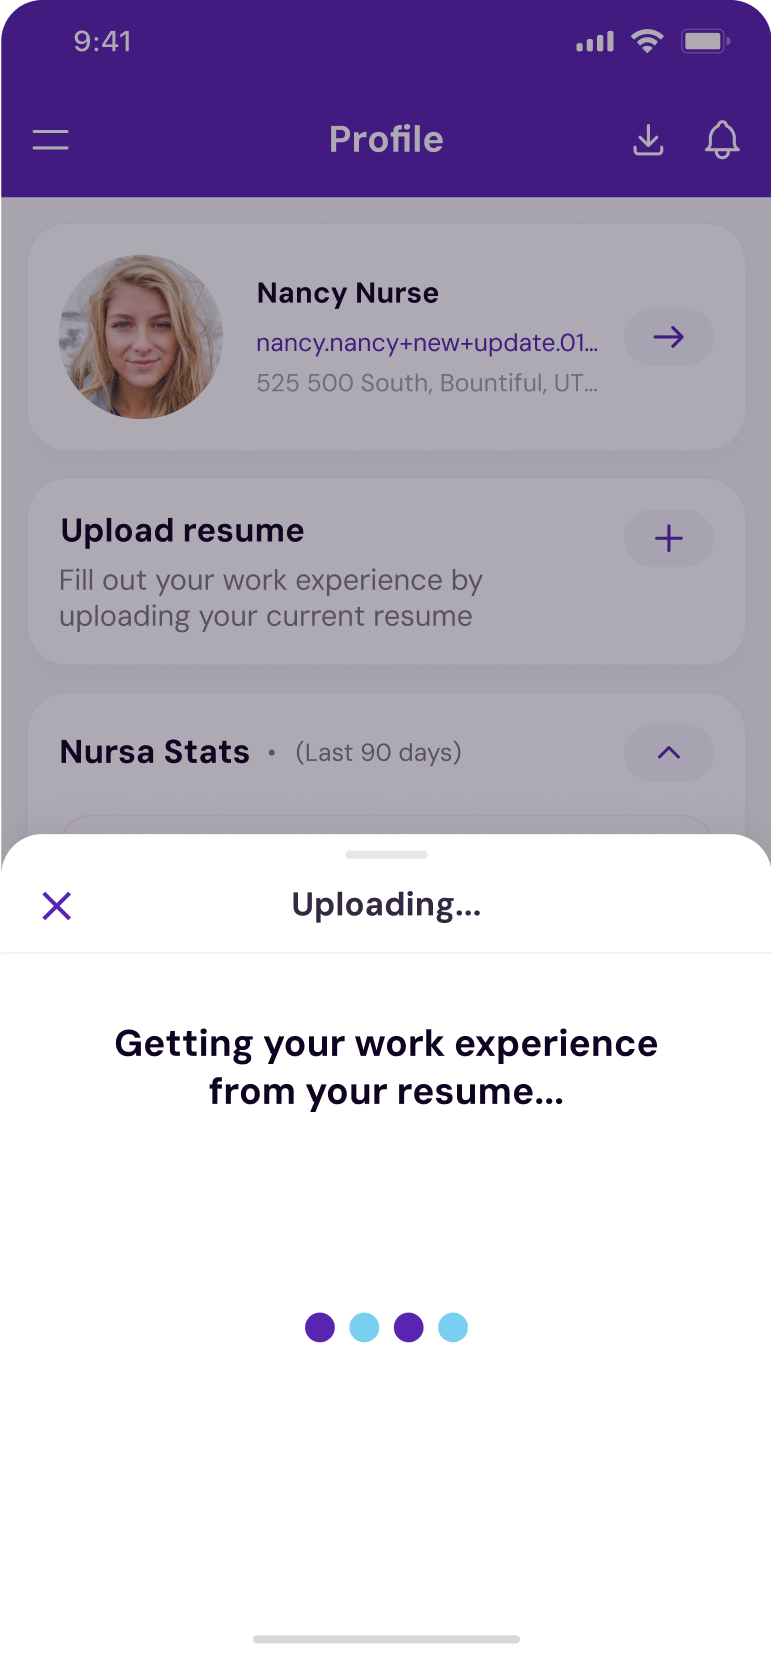 9:41
Profile
Nancy Nurse
nancy.nancy+new+update.01...
525 500 South, Bountiful, UT...
Upload resume
Fill out your work experience by
uploading your current resume
Nursa Stats • (Last 90 days)
Uploading...
Getting your work experience
from your resume...